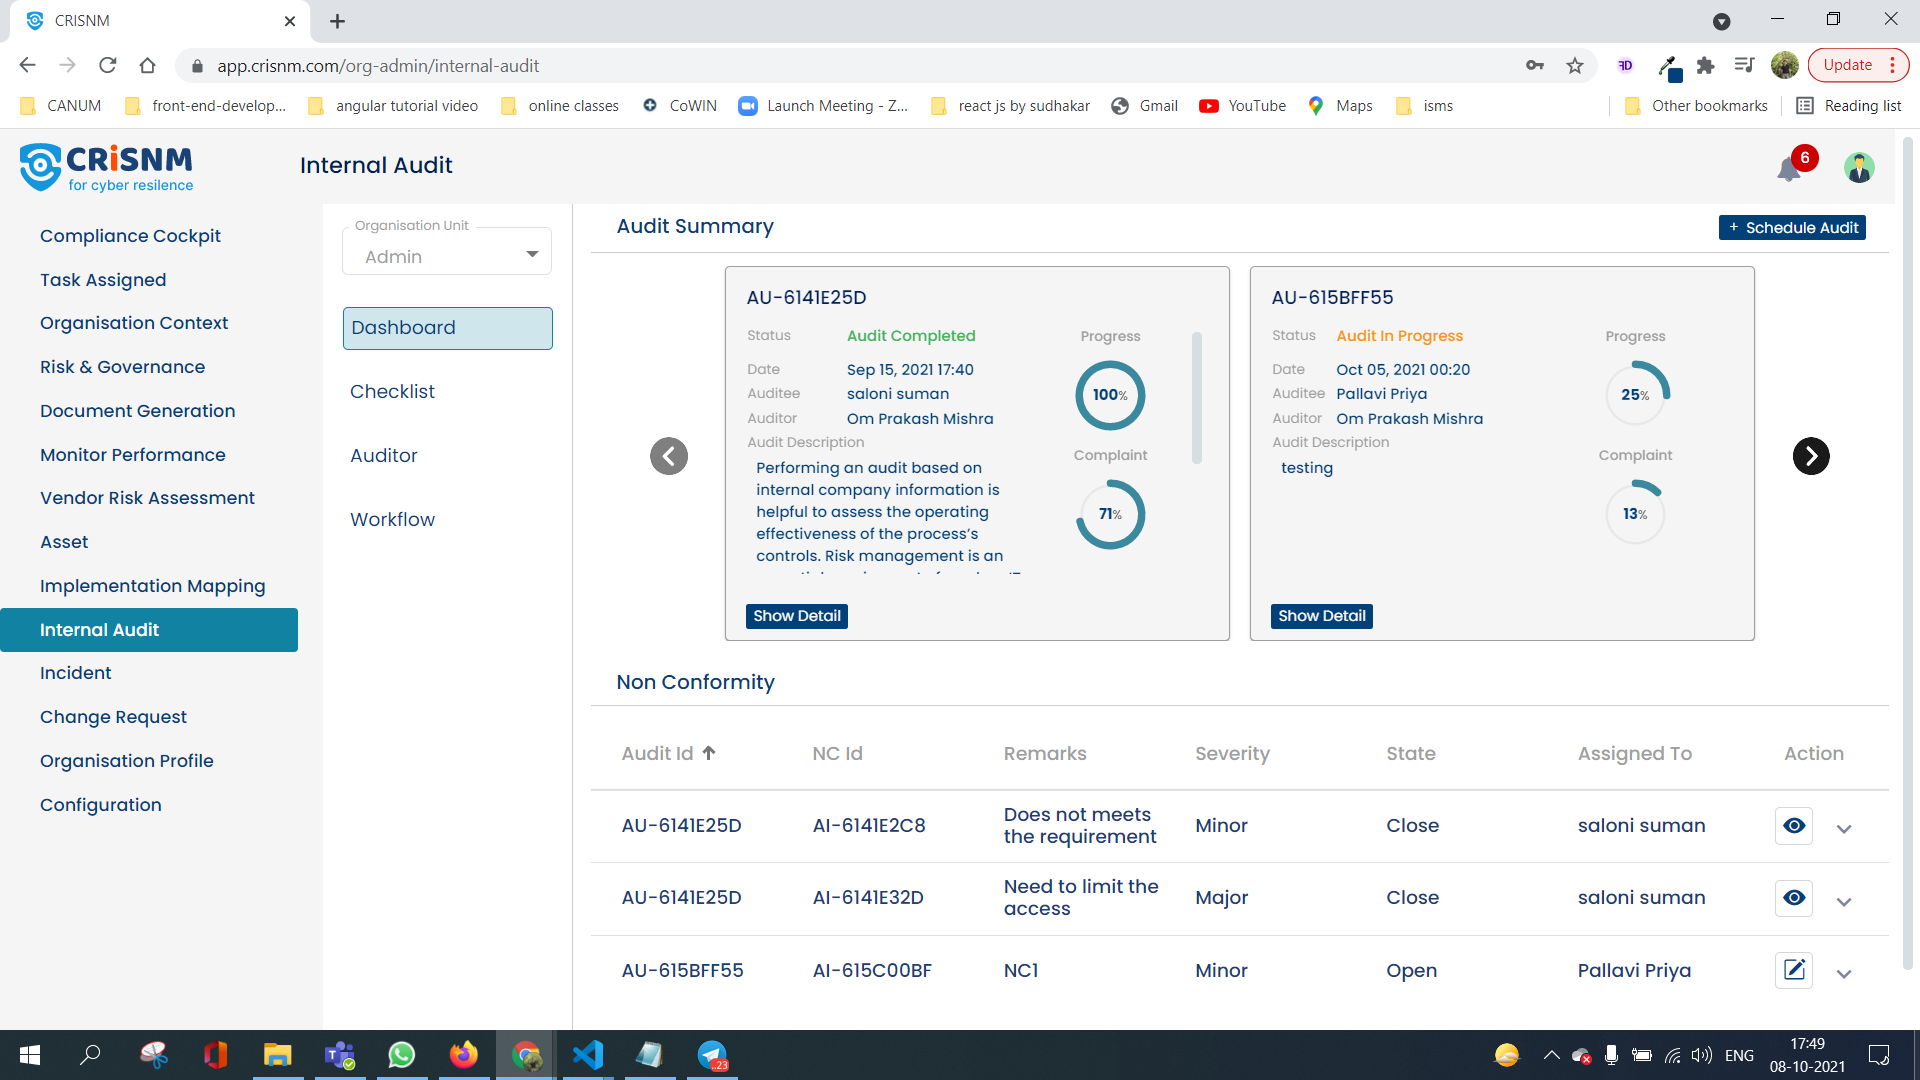 CRISNM
app.crisnm.com/org-admin/internal-audit
Update
CANUM
front-end-develop...
angular tutorial video
online classes
CoWIN
Launch Meeting - Z...
react js by sudhakar
Gmail
YouTube
Maps
isms
Other bookmarks
Reading list
CRiSNM
for cyber resilence
Internal Audit
6
Compliance Cockpit
Task Assigned
Organisation Context
Risk & Governance
Document Generation
Monitor Performance
Vendor Risk Assessment
Asset
Implementation Mapping
Internal Audit
Incident
Change Request
Organisation Profile
Configuration
Organisation Unit
Admin
Dashboard
Checklist
Auditor
Workflow
Audit Summary
+ Schedule Audit
AU-6141E25D
Status Audit Completed
Date Sep 15, 2021 17:40
Auditee saloni suman
Auditor Om Prakash Mishra
Audit Description
Performing an audit based on
internal company information is
helpful to assess the operating
effectiveness of the process's
controls. Risk management is an
Progress
100%
Complaint
71%
Show Detail
AU-615BFF55
Status Audit In Progress
Date Oct 05, 2021 00:20
Auditee Pallavi Priya
Auditor Om Prakash Mishra
Audit Description
testing
Progress
25%
Complaint
13%
Show Detail
Non Conformity
Audit Id NC Id Remarks Severity State Assigned To Action
AU-6141E25D AI-6141E2C8 Does not meets the requirement Minor Close saloni suman
AU-6141E25D AI-6141E32D Need to limit the access Major Close saloni suman
AU-615BFF55 AI-615C00BF NC1 Minor Open Pallavi Priya
..23
ENG
17:49
08-10-2021